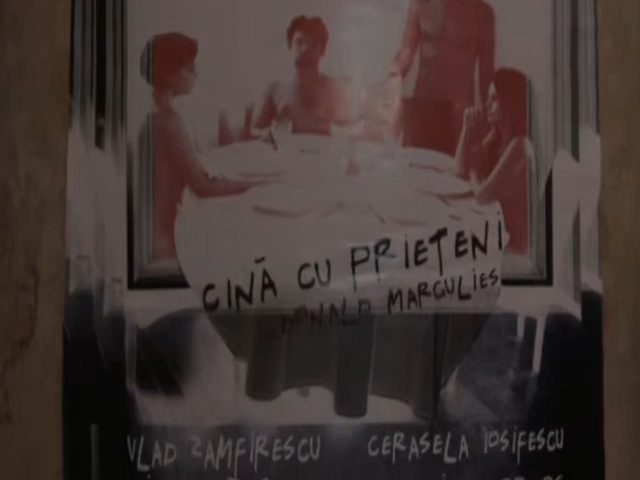 CINĂ CU PRIETENI
DONALD MARGULIES
VLAD ZAMFIRESCU CERASELA IOSIFESCU